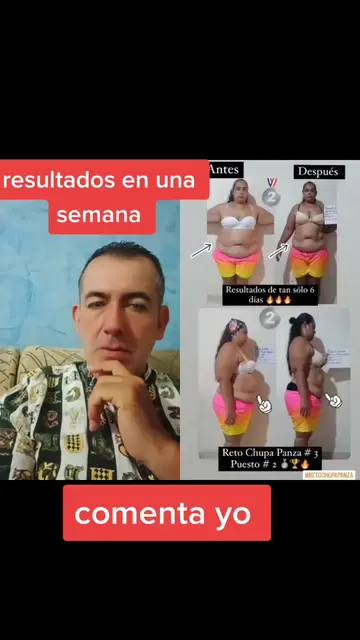 resultados en una
semana
Antes
Después
2
Resultados de tan sólo 6
días 🔥🔥🔥
2
Reto Chupa Panza # 3
Puesto # 2 🥈🏆🔥
@RETOCHUPAPANZA
comenta yo